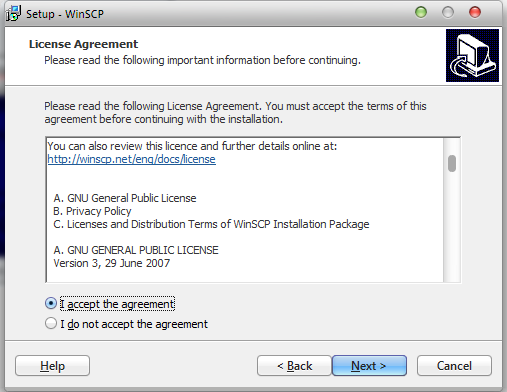 Setup - WinSCP
License Agreement
Please read the following important information before continuing.
Please read the following License Agreement. You must accept the terms of this
agreement before continuing with the installation.
You can also review this licence and further details online at:
http://winscp.net/eng/docs/license
A. GNU General Public License
B. Privacy Policy
C. Licenses and Distribution Terms of WinSCP Installation Package
A. GNU GENERAL PUBLIC LICENSE
Version 3, 29 June 2007
I accept the agreement
I do not accept the agreement
Help
< Back
Next >
Cancel